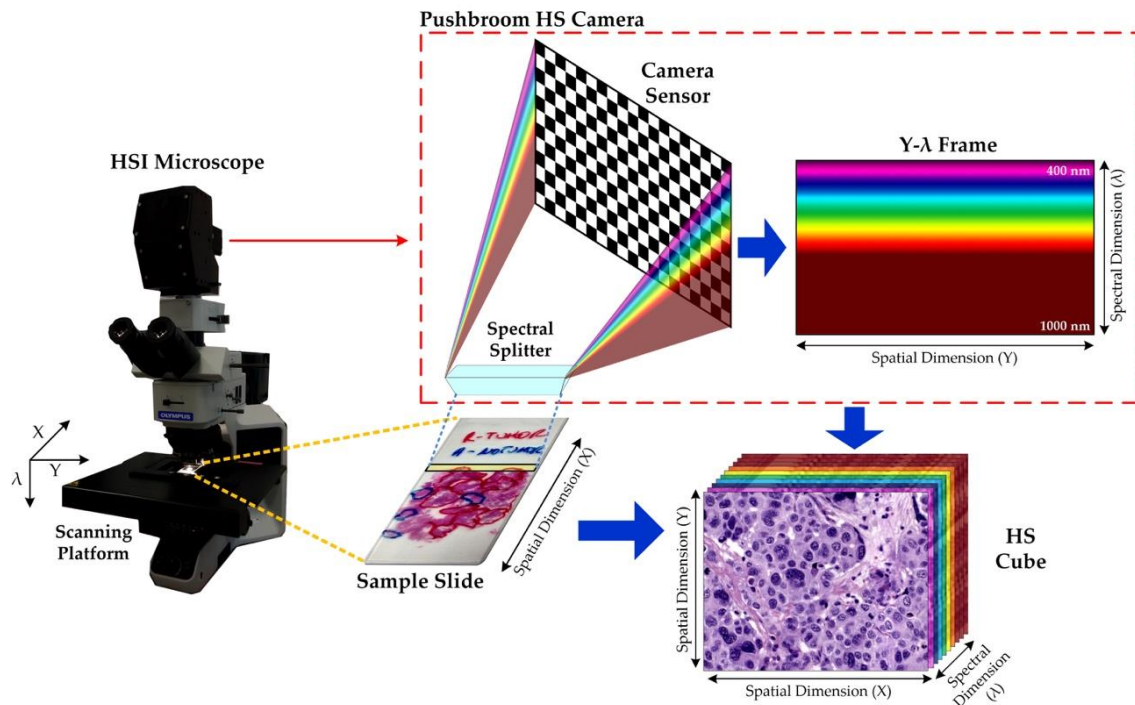 Pushbroom HS Camera
Camera
Sensor
HSI Microscope
Y-λ Frame
400 nm
Spectral Dimension (λ)
1000 nm
Spatial Dimension (Y)
Spectral
Splitter
OLYMPUS
X
Y
λ
Scanning
Platform
R-TUMOR
A-NOTUMOR
Spatial Dimension (X)
Sample Slide
Spatial Dimension (Y)
HS
Cube
Spatial Dimension (X)
Spectral
Dimension (λ)